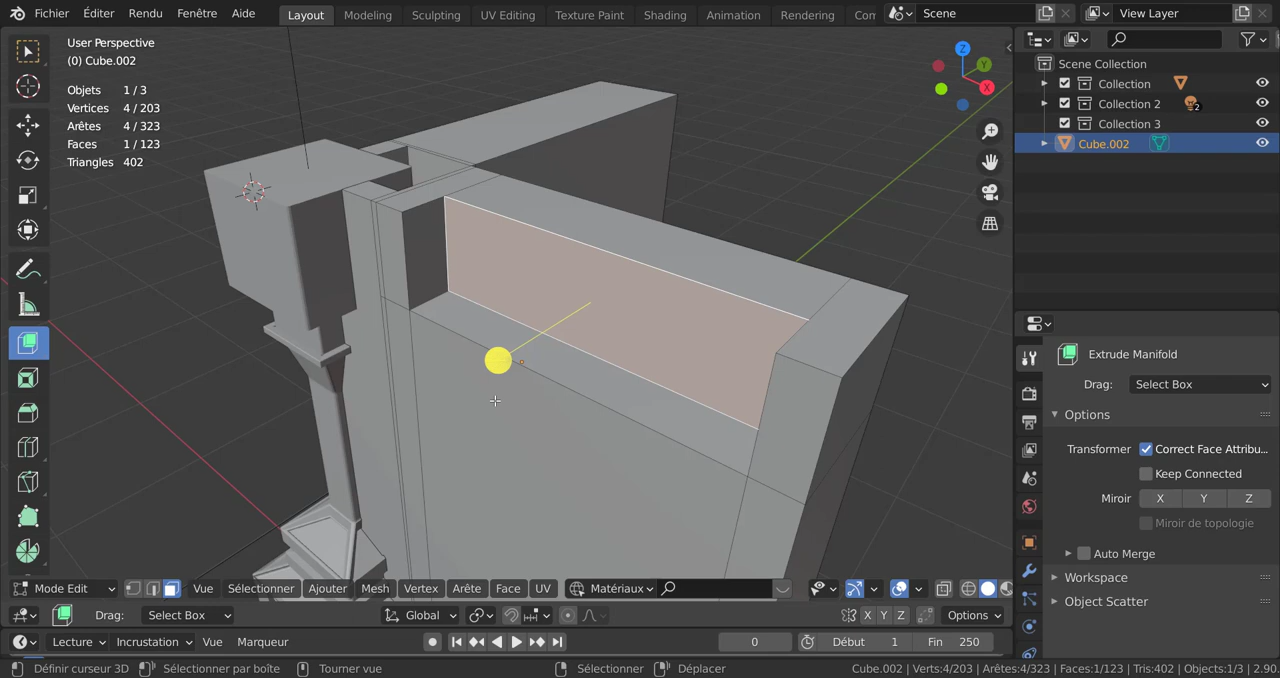 Fichier Éditer Rendu Fenêtre Aide Layout Modeling Sculpting UV Editing Texture Paint Shading Animation Rendering Com Scene View Layer
User Perspective
(0) Cube.002
Objets 1 / 3
Vertices 4 / 203
Arêtes 4 / 323
Faces 1 / 123
Triangles 402
Z
Y
X
Scene Collection
Collection
Collection 2 2
Collection 3
Cube.002
Extrude Manifold
Drag: Select Box
Options
Transformer Correct Face Attribu...
Keep Connected
Miroir X Y Z
Miroir de topologie
Auto Merge
Workspace
Object Scatter
Mode Edit Vue Sélectionner Ajouter Mesh Vertex Arête Face UV Matériaux
Drag: Select Box Global X Y Z Options
Lecture Incrustation Vue Marqueur 0 Début 1 Fin 250
Définir curseur 3D Sélectionner par boîte Tourner vue Sélectionner Déplacer Cube.002 | Verts:4/203 | Arêtes:4/323 | Faces:1/123 | Tris:402 | Objects:1/3 | 2.90.